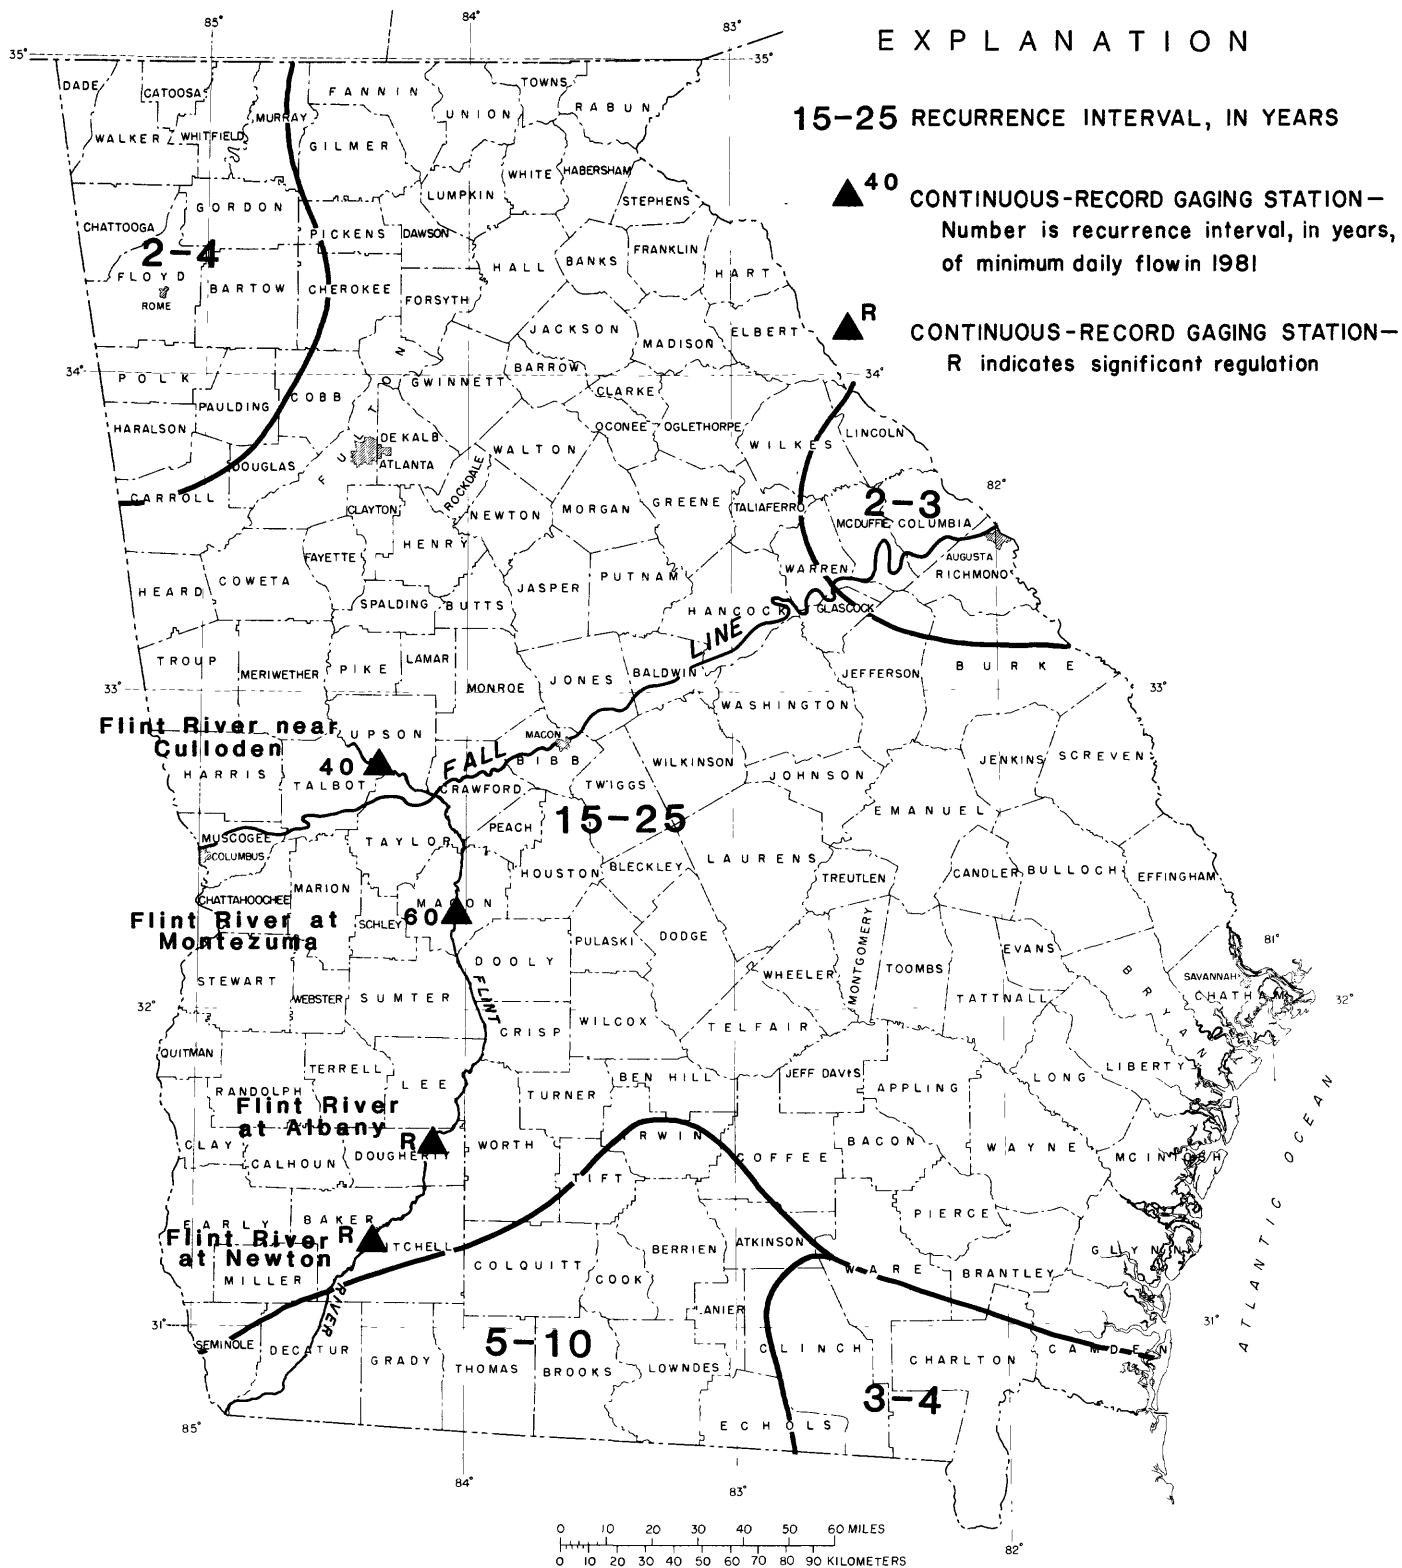 EXPLANATION
15-25 RECURRENCE INTERVAL, IN YEARS
40 CONTINUOUS-RECORD GAGING STATION—
Number is recurrence interval, in years,
of minimum daily flow in 1981
R CONTINUOUS-RECORD GAGING STATION—
R indicates significant regulation
85°
84°
83°
35°
35°
DADE
CATOOSA
FANNIN
TOWNS
UNION
RABUN
MURRAY
WALKER
WHITFIELD
GILMER
WHITE
HABERSHAM
LUMPKIN
STEPHENS
GORDON
CHATTOOGA
PICKENS
DAWSON
2-4
FRANKLIN
BANKS
HALL
HART
FLOYD
BARTOW
CHEROKEE
FORSYTH
ROME
JACKSON
MADISON
ELBERT
34°
34°
POLK
BARROW
GWINNETT
CLARKE
PAULDING
COBB
FULTON
HARALSON
OCONEE
OGLETHORPE
WILKES
LINCOLN
DE KALB
WALTON
ATLANTA
DOUGLAS
ROCKDALE
CARROLL
CLAYTON
NEWTON
MORGAN
GREENE
TALIAFERRO
2-3
82°
MCDUFFIE
COLUMBIA
HENRY
FAYETTE
AUGUSTA
RICHMOND
WARREN
HEARD
COWETA
JASPER
PUTNAM
SPALDING
BUTTS
HANCOCK
GLASCOCK
FALL LINE
TROUP
MERIWETHER
PIKE
LAMAR
MONROE
JONES
BALDWIN
JEFFERSON
BURKE
33°
33°
WASHINGTON
Flint River near
Culloden
UPSON
MACON
BIBB
WILKINSON
JENKINS
SCREVEN
HARRIS
40
TALBOT
CRAWFORD
TWIGGS
JOHNSON
15-25
EMANUEL
PEACH
MUSCOGEE
COLUMBUS
TAYLOR
HOUSTON
BLECKLEY
LAURENS
TREUTLEN
CANDLER
BULLOCH
EFFINGHAM
MARION
CHATTAHOOCHEE
MACON
60
SCHLEY
Flint River at
Montezuma
PULASKI
DODGE
MONTGOMERY
EVANS
81°
DOOLY
WHEELER
TOOMBS
BRYAN
SAVANNAH
CHATHAM
STEWART
WEBSTER
SUMTER
FLINT
TATTNALL
32°
32°
CRISP
WILCOX
TELFAIR
QUITMAN
TERRELL
LEE
BEN HILL
JEFF DAVIS
APPLING
LONG
LIBERTY
RANDOLPH
TURNER
Flint River
at Albany
R
CLAY
CALHOUN
DOUGHERTY
WORTH
IRWIN
COFFEE
BACON
WAYNE
MCINTOSH
TIFT
ATLANTIC OCEAN
EARLY
BAKER
PIERCE
Flint River
at Newton
R
MITCHELL
ATKINSON
BERRIEN
GLYNN
MILLER
COLQUITT
COOK
WARE
BRANTLEY
LANIER
31°
31°
RIVER
SEMINOLE
DECATUR
GRADY
5-10
THOMAS
BROOKS
LOWNDES
CLINCH
CHARLTON
CAMDEN
3-4
ECHOLS
85°
84°
83°
82°
0 10 20 30 40 50 60 MILES
0 10 20 30 40 50 60 70 80 90 KILOMETERS